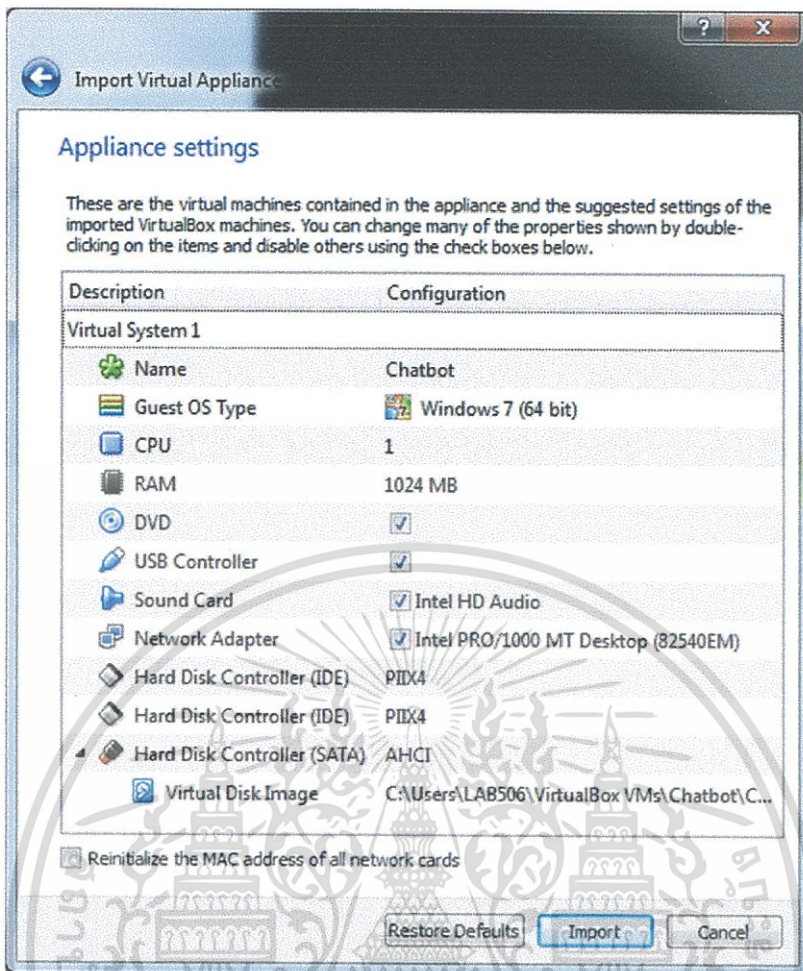 Import Virtual Appliance
Appliance settings
These are the virtual machines contained in the appliance and the suggested settings of the
imported VirtualBox machines. You can change many of the properties shown by double-
clicking on the items and disable others using the check boxes below.
Description Configuration
Virtual System 1
Name Chatbot
Guest OS Type Windows 7 (64 bit)
CPU 1
RAM 1024 MB
DVD
USB Controller
Sound Card Intel HD Audio
Network Adapter Intel PRO/1000 MT Desktop (82540EM)
Hard Disk Controller (IDE) PIIX4
Hard Disk Controller (IDE) PIIX4
Hard Disk Controller (SATA) AHCI
Virtual Disk Image C:\Users\LAB506\VirtualBox VMs\Chatbot\C...
Reinitialize the MAC address of all network cards
Restore Defaults Import Cancel